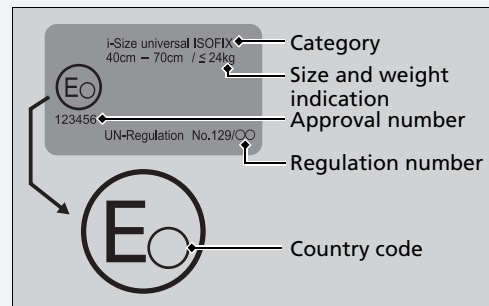 i-Size universal ISOFIX
40cm – 70cm / ≤ 24kg
E
123456
UN-Regulation No.129/○○
Category
Size and weight
indication
Approval number
Regulation number
E
Country code